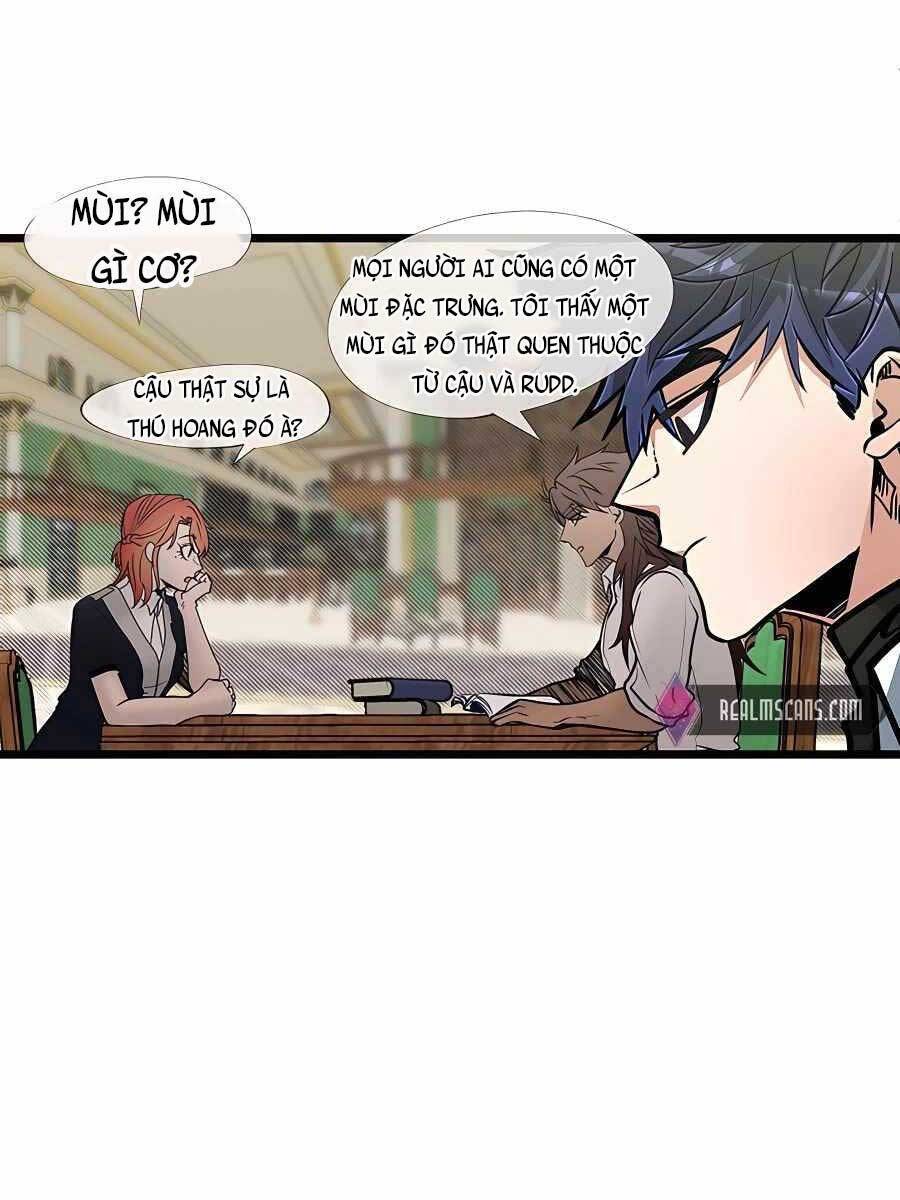 MÙI? MÙI
GÌ CƠ?
MỌI NGƯỜI AI CŨNG CÓ MỘT
MÙI ĐẶC TRƯNG. TÔI THẤY MỘT
MÙI GÌ ĐÓ THẬT QUEN THUỘC
TỪ CẬU VÀ RUDD.
CẬU THẬT SỰ LÀ
THÚ HOANG ĐÓ À?
REALMSCANS.COM